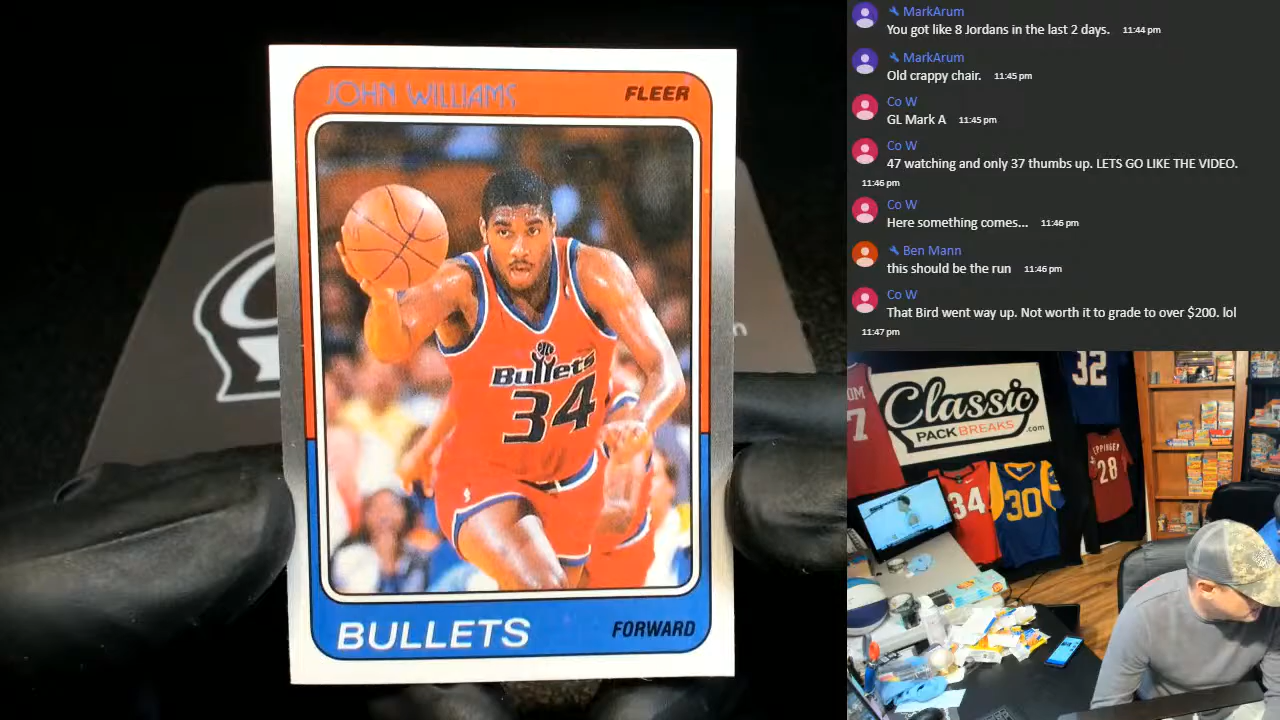 JOHN WILLIAMS
FLEER
Bullets
34
BULLETS
FORWARD
MarkArum
You got like 8 Jordans in the last 2 days. 11:44 pm
MarkArum
Old crappy chair. 11:45 pm
Co W
GL Mark A 11:45 pm
Co W
47 watching and only 37 thumbs up. LETS GO LIKE THE VIDEO.
11:46 pm
Co W
Here something comes... 11:46 pm
Ben Mann
this should be the run 11:46 pm
Co W
That Bird went way up. Not worth it to grade to over $200. lol
11:47 pm
32
Classic
PACK BREAKS.com
7
34
30
28